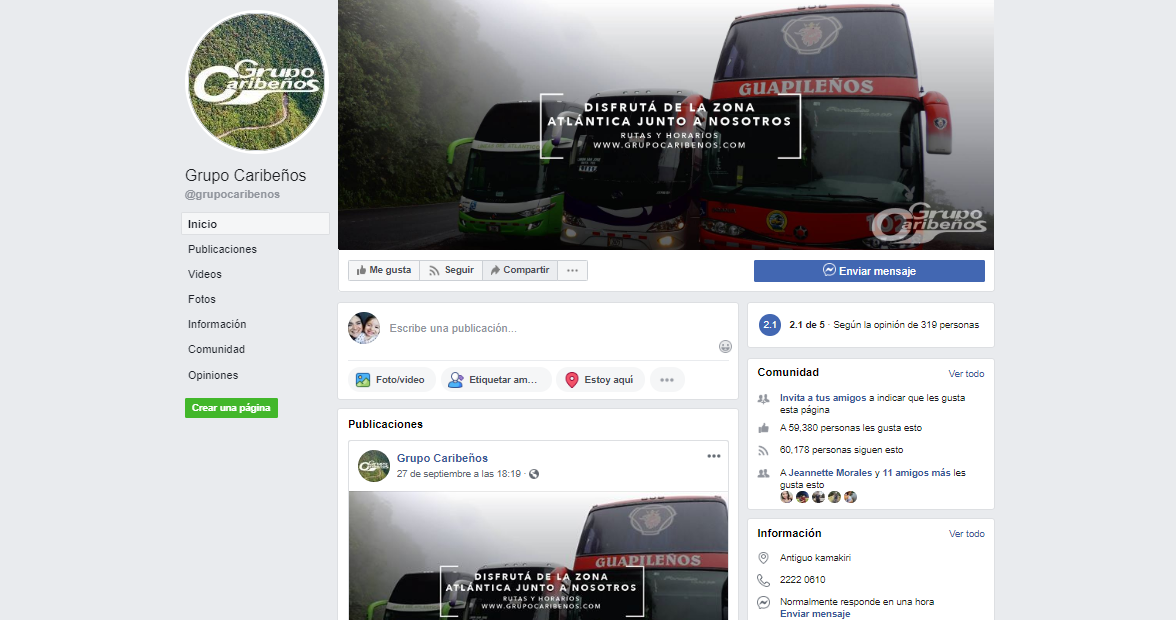 Grupo
Caribeños
Grupo Caribeños
@grupocaribenos
Inicio
Publicaciones
Videos
Fotos
Información
Comunidad
Opiniones
Crear una página
GUAPILEÑOS
DISFRUTÁ DE LA ZONA
ATLÁNTICA JUNTO A NOSOTROS
RUTAS Y HORARIOS
WWW.GRUPOCARIBENOS.COM
Grupo
Caribeños
Me gusta
Seguir
Compartir
···
Enviar mensaje
Escribe una publicación...
Foto/video
Etiquetar am...
Estoy aquí
Publicaciones
Grupo Caribeños
27 de septiembre a las 18:19 ·
GUAPILEÑOS
DISFRUTÁ DE LA ZONA
ATLÁNTICA JUNTO A NOSOTROS
RUTAS Y HORARIOS
WWW.GRUPOCARIBENOS.COM
2.1
2.1 de 5 · Según la opinión de 319 personas
Comunidad
Ver todo
Invita a tus amigos a indicar que les gusta
esta página
A 59,380 personas les gusta esto
60,178 personas siguen esto
A Jeannette Morales y 11 amigos más les
gusta esto
Información
Ver todo
Antiguo kamakiri
2222 0610
Normalmente responde en una hora
Enviar mensaje